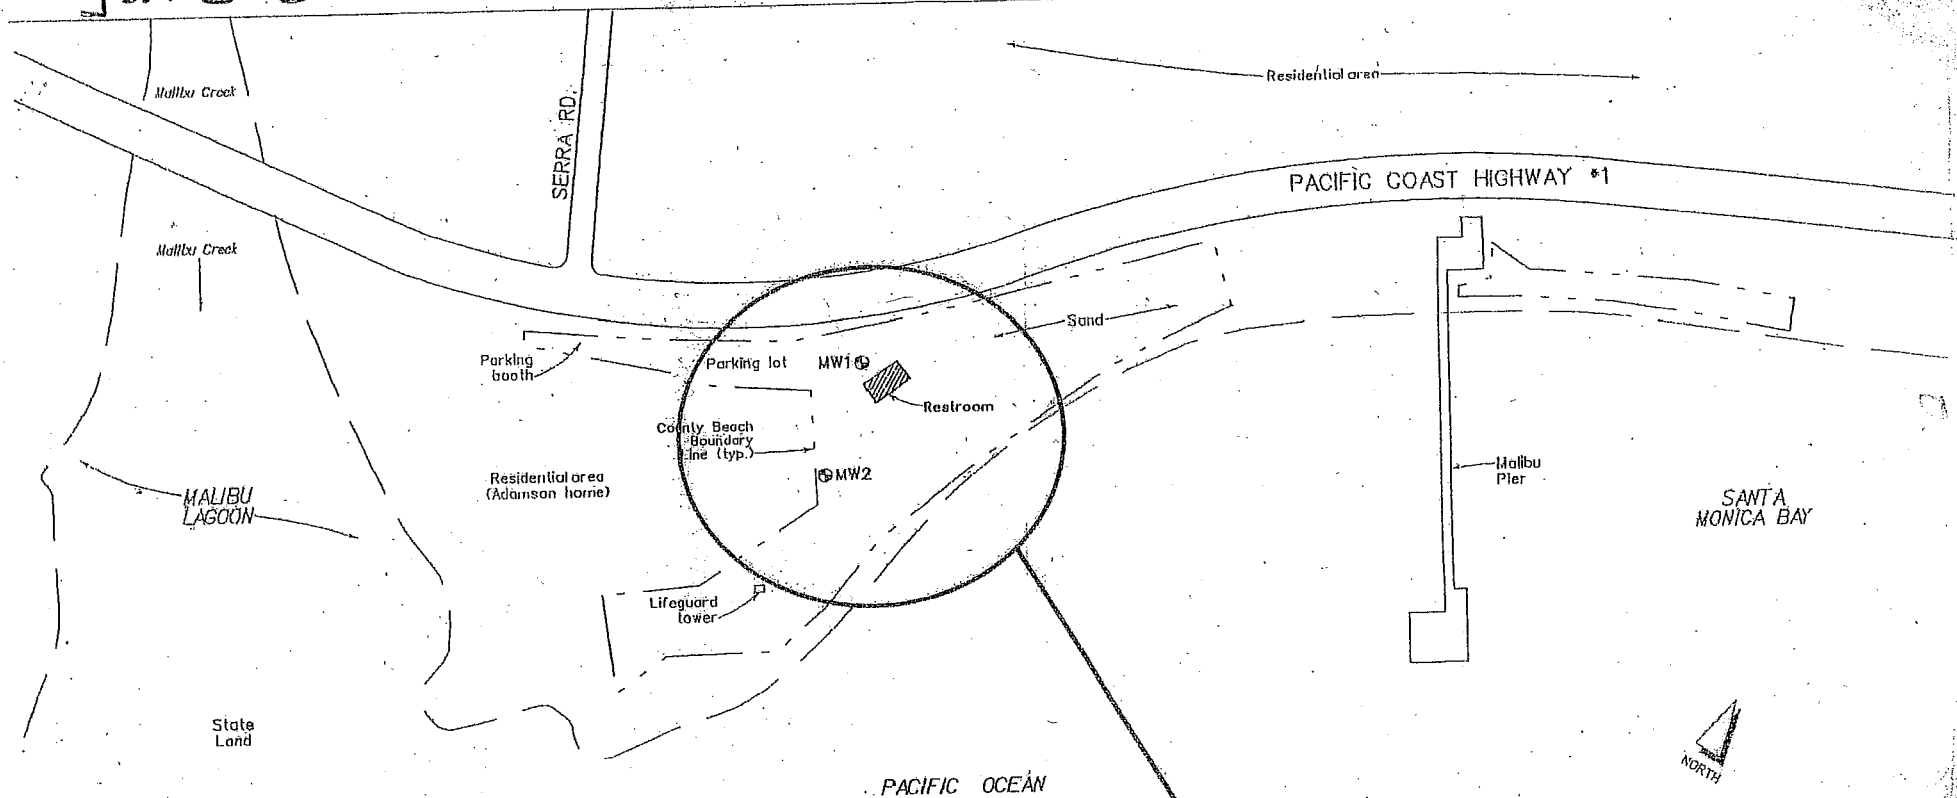 Malibu Creek
SERRA RD.
Residential area
PACIFIC COAST HIGHWAY #1
Malibu Creek
Sand
Parking
booth
Parking lot
MW1
Restroom
County Beach
Boundary
Line (typ.)
MW2
Residential area
(Adamson home)
MALIBU
LAGOON
Malibu
Pier
SANTA
MONICA BAY
Lifeguard
tower
State
Land
NORTH
PACIFIC OCEAN